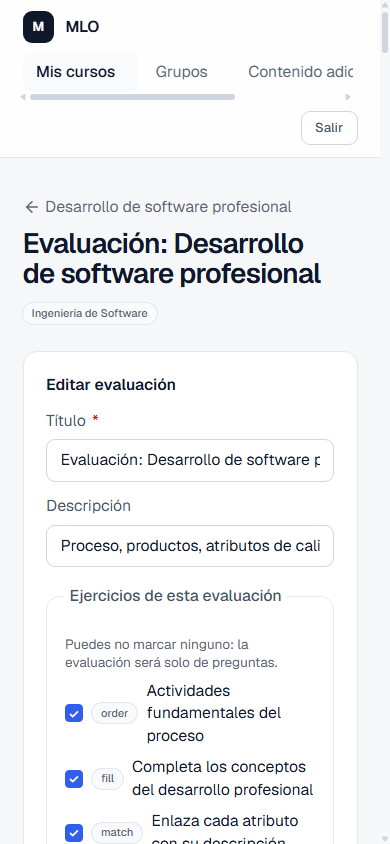 M MLO
Mis cursos Grupos Contenido adic
Salir
← Desarrollo de software profesional
Evaluación: Desarrollo
de software profesional
Ingeniería de Software
Editar evaluación
Título *
Evaluación: Desarrollo de software p
Descripción
Proceso, productos, atributos de cali
Ejercicios de esta evaluación
Puedes no marcar ninguno: la
evaluación será solo de preguntas.
order Actividades
fundamentales del
proceso
fill Completa los conceptos
del desarrollo profesional
match Enlaza cada atributo
con su descripción